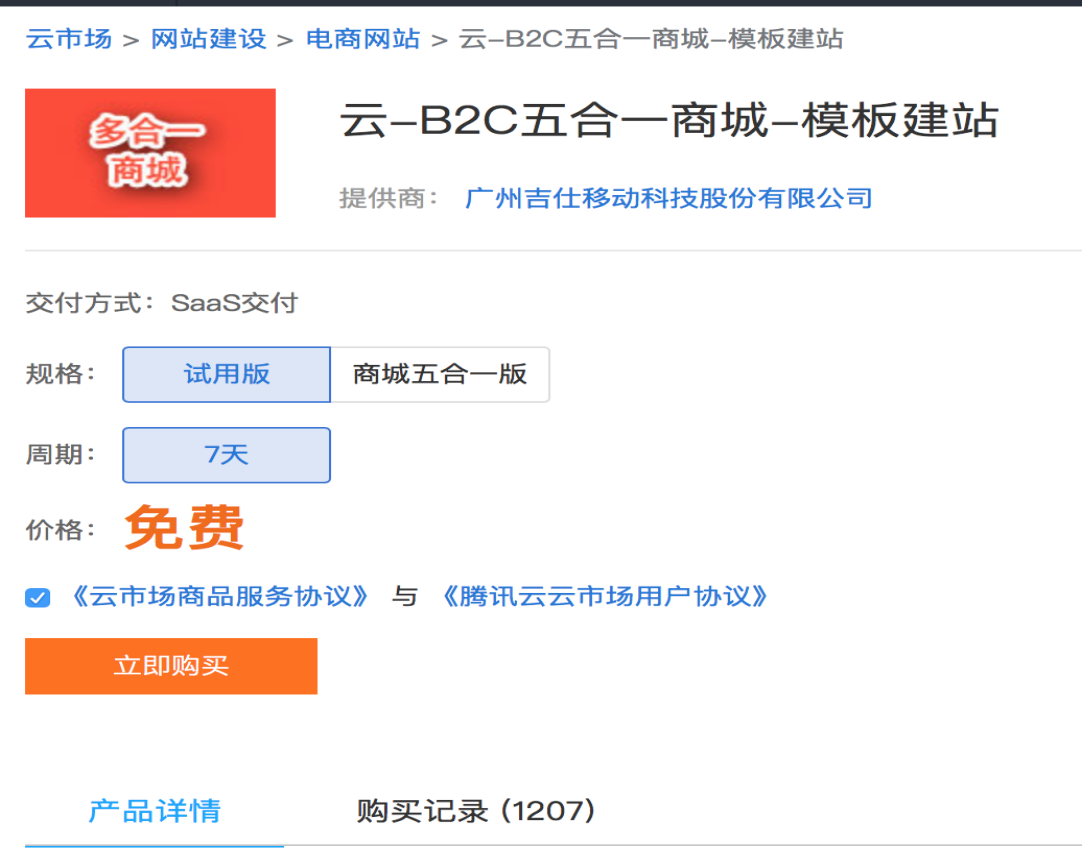 云市场 > 网站建设 > 电商网站 > 云-B2C五合一商城-模板建站
多合一
商城
云-B2C五合一商城-模板建站
提供商： 广州吉仕移动科技股份有限公司
交付方式： SaaS交付
规格： 试用版 商城五合一版
周期： 7天
价格： 免费
《云市场商品服务协议》 与 《腾讯云云市场用户协议》
立即购买
产品详情 购买记录 (1207)